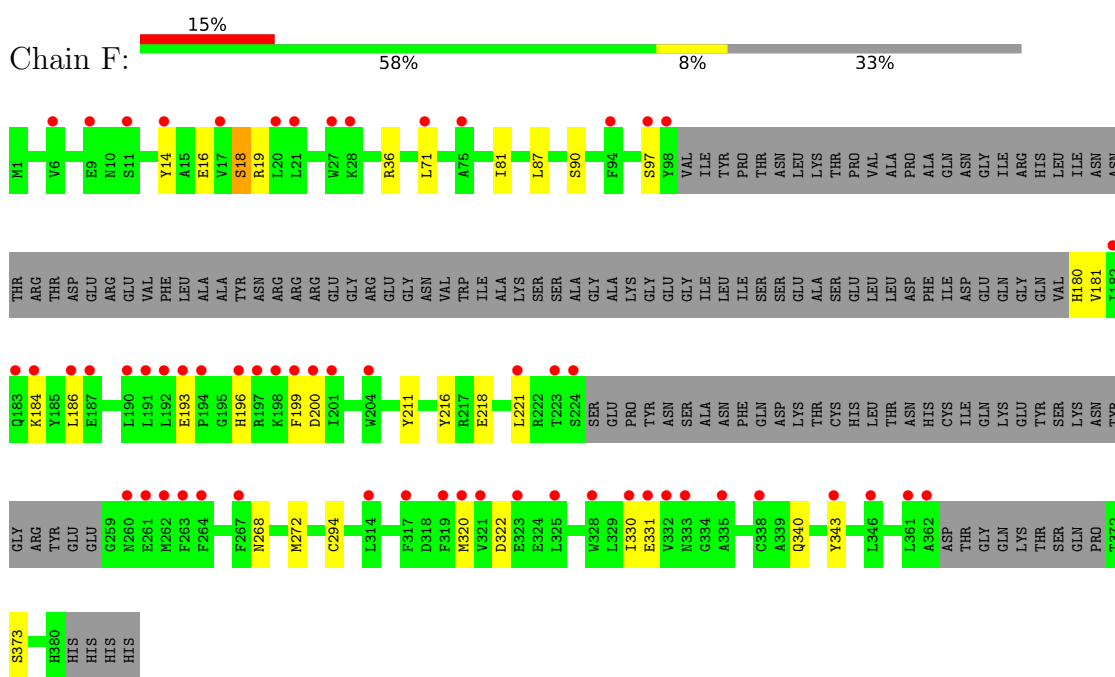 15%
Chain F:
58% 8% 33%
M1 V6 E9 N10 S11 Y14 A15 E16 V17 S18 R19 L20 L21 W27 K28 R36 L71 A75 I81 L87 S90 F94 S97 Y98 VAL ILE TYR PRO THR ASN LEU LYS THR PRO VAL ALA PRO ALA GLN ASN GLY ILE ARG HIS LEU ILE ASN ASN
THR ARG THR ASP GLU ARG GLU VAL PHE LEU ALA ALA TYR ASN ARG ARG ARG GLU GLY ARG GLU GLY ASN VAL TRP ILE ALA LYS SER SER ALA GLY ALA LYS GLY GLU GLY ILE LEU ILE SER SER GLU ALA SER GLU LEU LEU ASP PHE ILE ASP GLU GLN GLY GLN VAL H180 V181 I182
Q183 K184 Y185 L186 E187 L190 L191 L192 E193 P194 G195 H196 R197 K198 F199 D200 I201 W204 Y211 Y216 R217 E218 L221 R222 T223 S224 SER GLU PRO TYR ASN SER ALA ASN PHE GLN ASP LYS THR CYS HIS LEU THR ASN HIS CYS ILE GLN LYS GLU TYR SER LYS ASN TYR
GLY ARG TYR GLU GLU G259 N260 E261 M262 F263 F264 F267 N268 M272 C294 L314 F317 D318 F319 M320 V321 D322 E323 E324 L325 W328 L329 I330 E331 V332 N333 G334 A335 C338 A339 Q340 Y343 L346 L361 A362 ASP THR GLY GLN LYS THR SER GLN PRO T372
S373 H380 HIS HIS HIS HIS